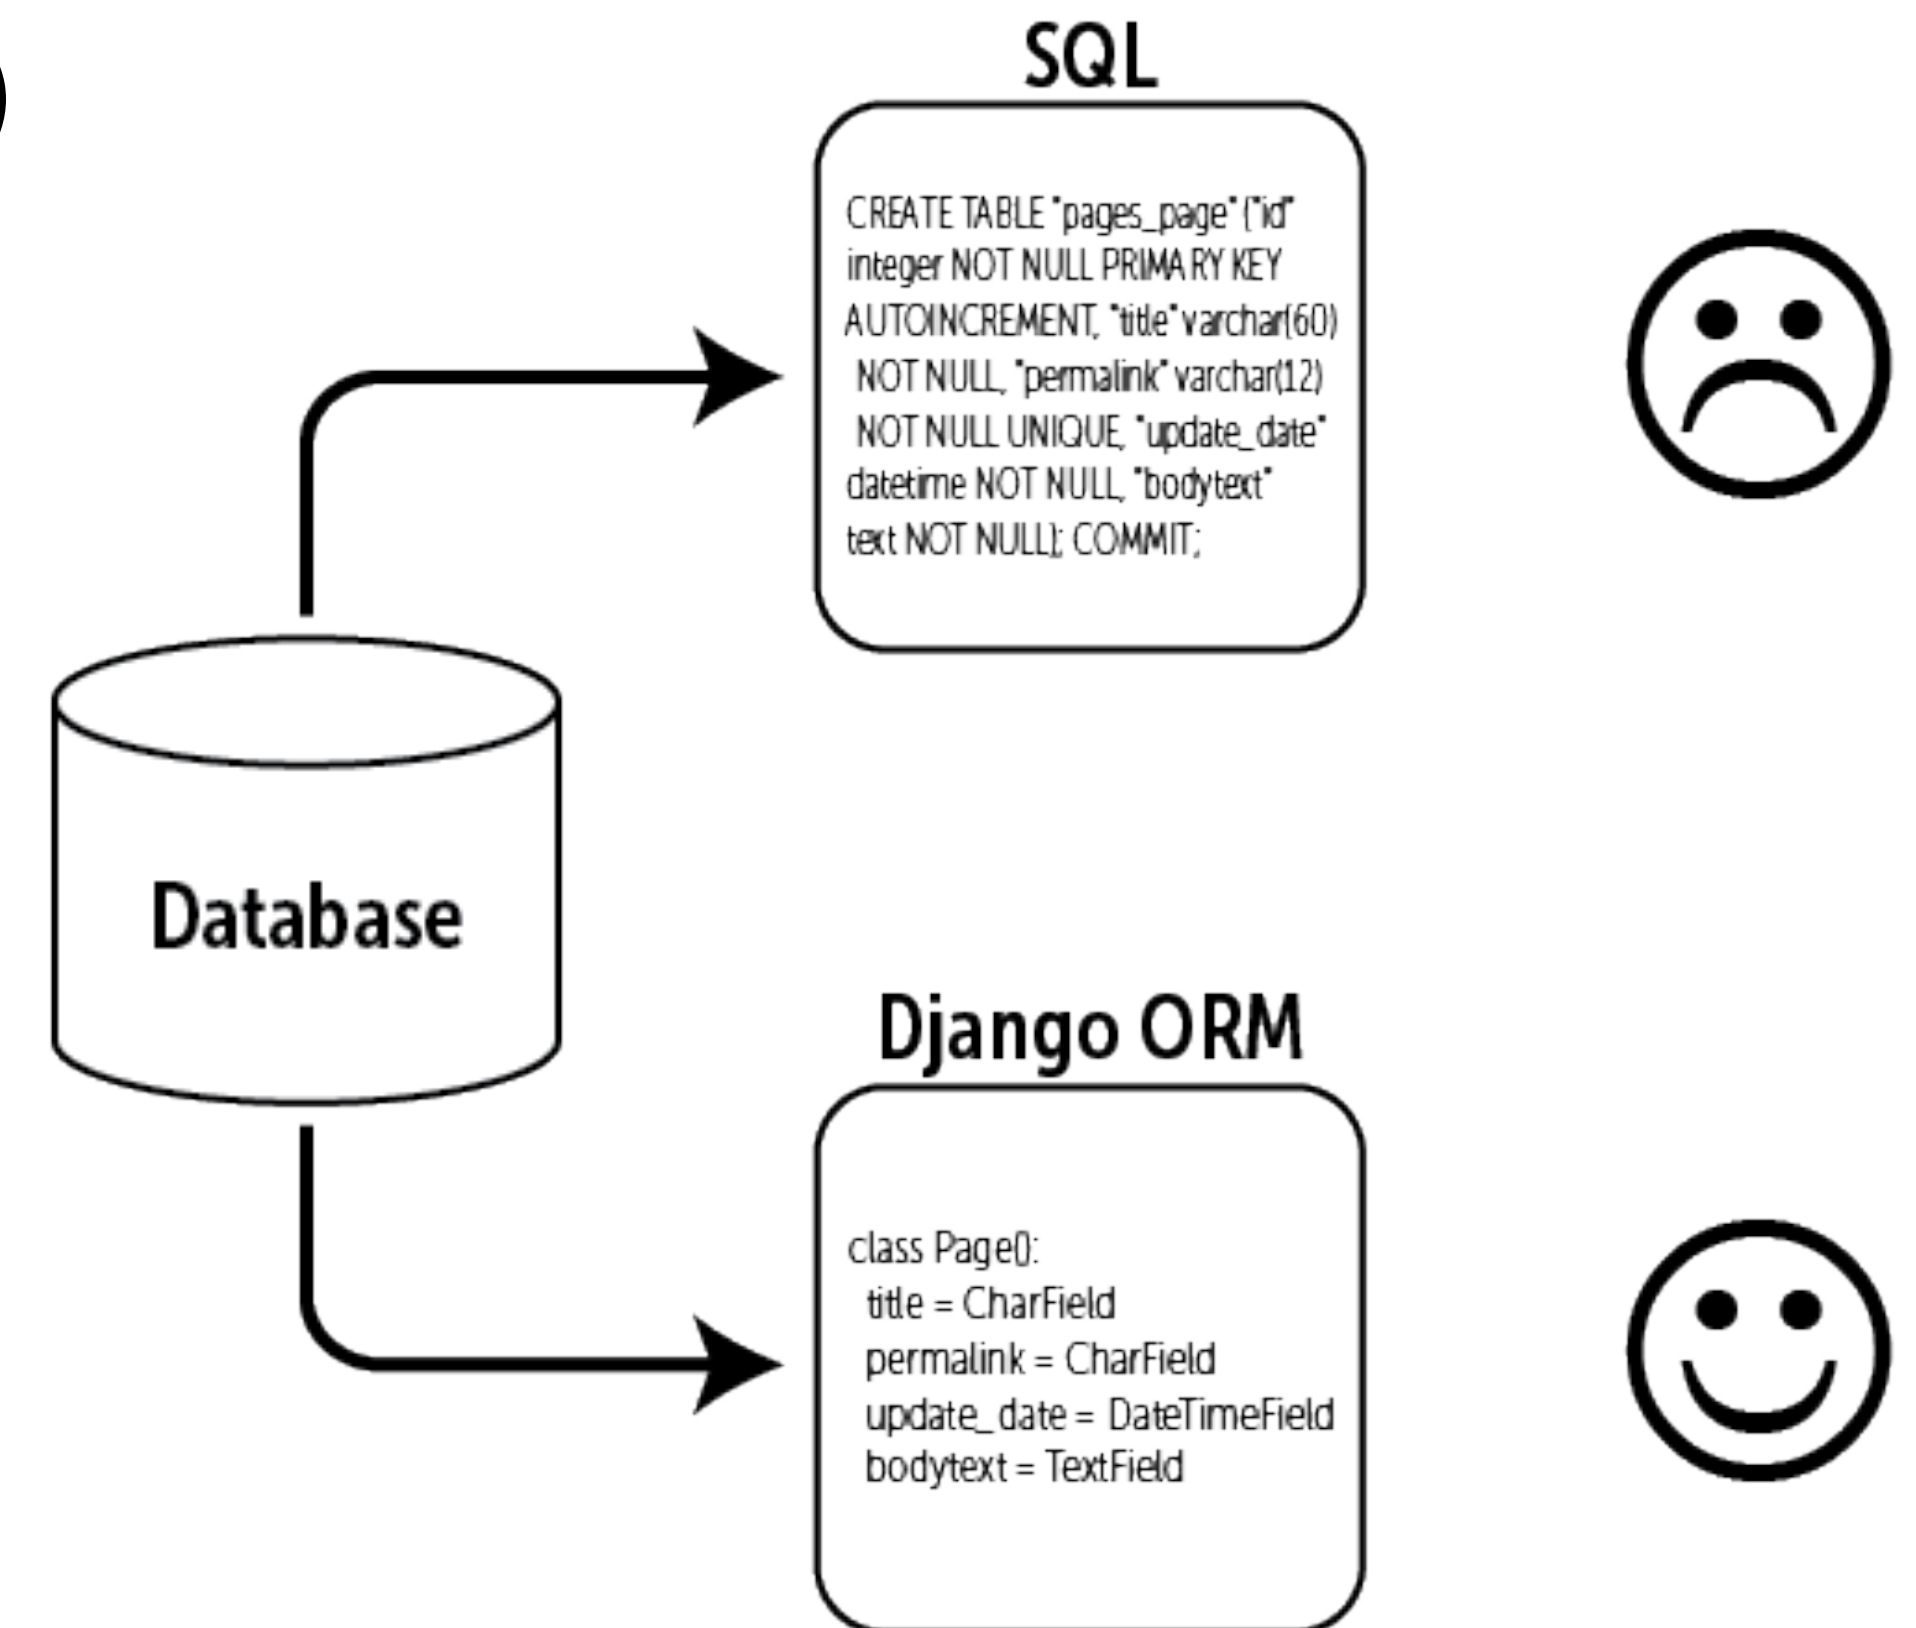 SQL
CREATE TABLE "pages_page" ("id"
integer NOT NULL PRIMARY KEY
AUTOINCREMENT, "title" varchar(60)
NOT NULL, "permalink" varchar(12)
NOT NULL UNIQUE, "update_date"
datetime NOT NULL, "bodytext"
text NOT NULL); COMMIT;
Database
Django ORM
class Page():
title = CharField
permalink = CharField
update_date = DateTimeField
bodytext = TextField